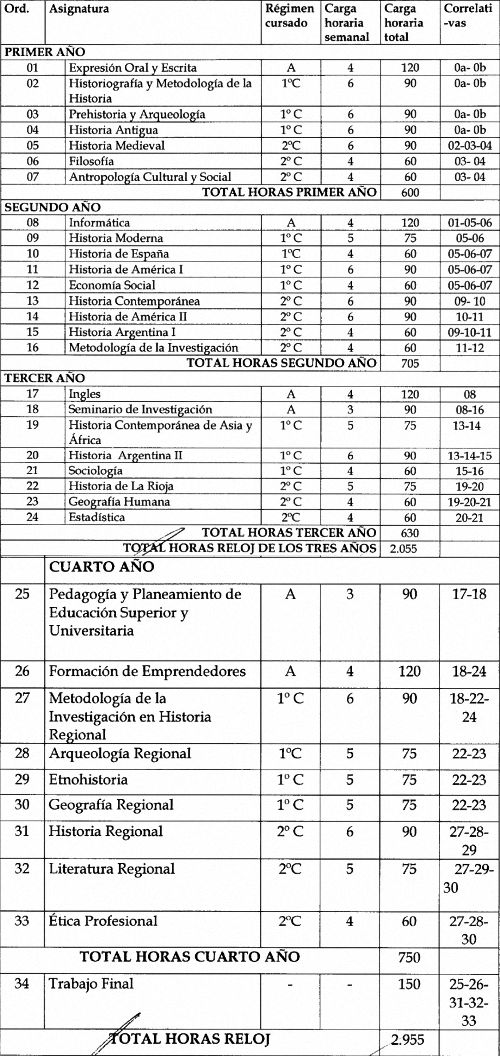 Ord. Asignatura Régimen cursado Carga horaria semanal Carga horaria total Correlati-vas
PRIMER AÑO
01 Expresión Oral y Escrita A 4 120 0a- 0b
02 Historiografía y Metodología de la Historia 1ºC 6 90 0a- 0b
03 Prehistoria y Arqueología 1º C 6 90 0a- 0b
04 Historia Antigua 1º C 6 90 0a- 0b
05 Historia Medieval 2ºC 6 90 02-03-04
06 Filosofía 2º C 4 60 03- 04
07 Antropología Cultural y Social 2º C 4 60 03- 04
TOTAL HORAS PRIMER AÑO 600
SEGUNDO AÑO
08 Informática A 4 120 01-05-06
09 Historia Moderna 1º C 5 75 05-06
10 Historia de España 1ºC 4 60 05-06-07
11 Historia de América I 1º C 6 90 05-06-07
12 Economía Social 1º C 4 60 05-06-07
13 Historia Contemporánea 2º C 6 90 09- 10
14 Historia de América II 2º C 6 90 10-11
15 Historia Argentina I 2º C 4 60 09-10-11
16 Metodología de la Investigación 2º C 4 60 11-12
TOTAL HORAS SEGUNDO AÑO 705
TERCER AÑO
17 Ingles A 4 120 08
18 Seminario de Investigación A 3 90 08-16
19 Historia Contemporánea de Asia y África 1º C 5 75 13-14
20 Historia Argentina II 1º C 6 90 13-14-15
21 Sociología 1º C 4 60 15-16
22 Historia de La Rioja 2º C 5 75 19-20
23 Geografía Humana 2º C 4 60 19-20-21
24 Estadística 2ºC 4 60 20-21
TOTAL HORAS TERCER AÑO 630
TOTAL HORAS RELOJ DE LOS TRES AÑOS 2.055
CUARTO AÑO
25 Pedagogía y Planeamiento de Educación Superior y Universitaria A 3 90 17-18
26 Formación de Emprendedores A 4 120 18-24
27 Metodología de la Investigación en Historia Regional 1º C 6 90 18-22-24
28 Arqueología Regional 1ºC 5 75 22-23
29 Etnohistoria 1º C 5 75 22-23
30 Geografía Regional 1º C 5 75 22-23
31 Historia Regional 2º C 6 90 27-28-29
32 Literatura Regional 2ºC 5 75 27-29-30
33 Ética Profesional 2ºC 4 60 27-28-30
TOTAL HORAS CUARTO AÑO 750
34 Trabajo Final - - 150 25-26-31-32-33
TOTAL HORAS RELOJ 2.955